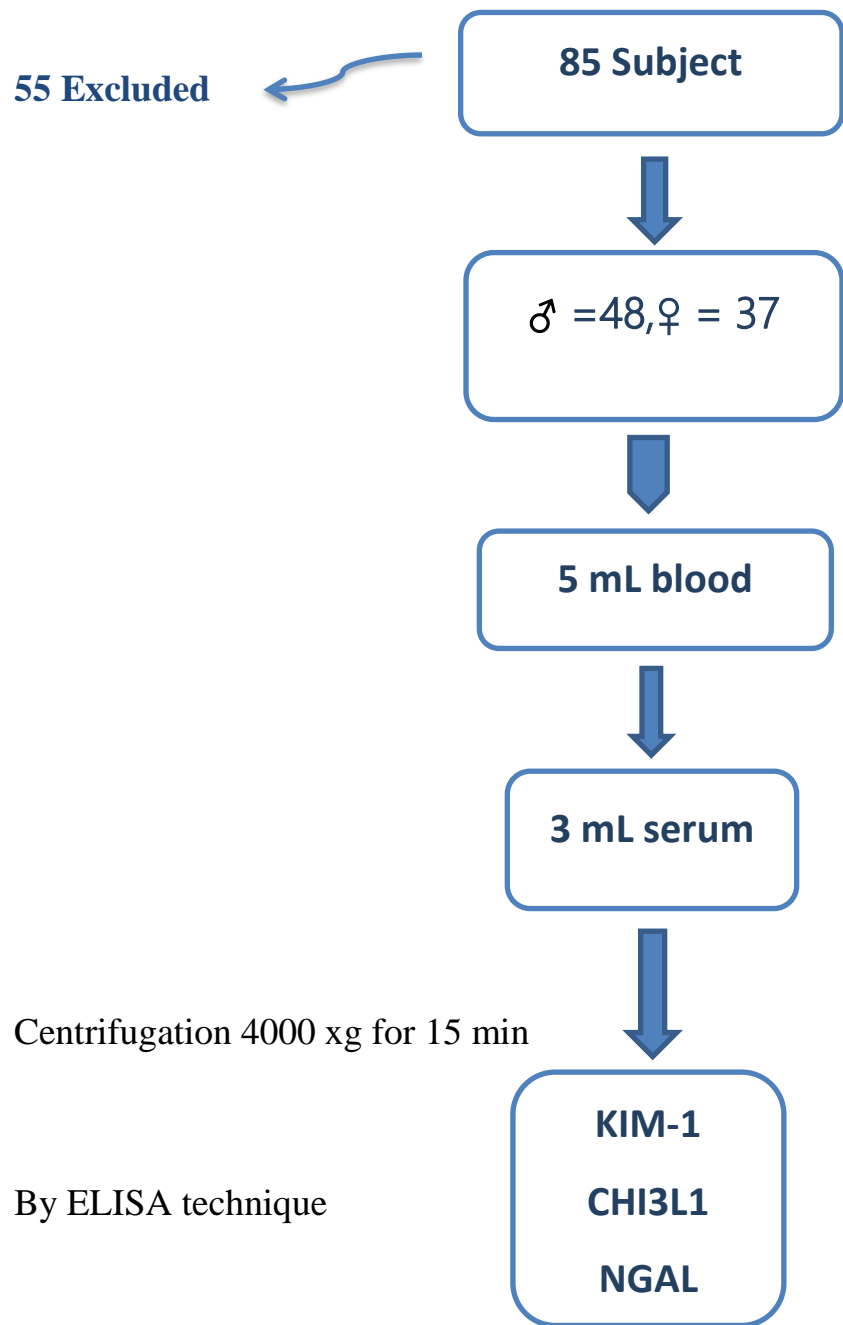 85 Subject
55 Excluded
♂ =48,♀ = 37
5 mL blood
3 mL serum
Centrifugation 4000 xg for 15 min
KIM-1
By ELISA technique
CHI3L1
NGAL